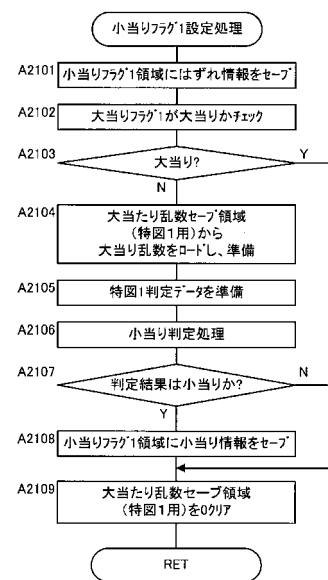 小当りフラグ1設定処理
A2101
小当りフラグ1領域にはずれ情報をセーブ
A2102
大当りフラグ1が大当りかチェック
A2103
大当り?
Y
N
A2104
大当たり乱数セーブ領域
(特図1用)から
大当り乱数をロードし、準備
A2105
特図1判定データを準備
A2106
小当り判定処理
A2107
判定結果は小当りか?
N
Y
A2108
小当りフラグ1領域に小当り情報をセーブ
A2109
大当たり乱数セーブ領域
(特図1用)を0クリア
RET